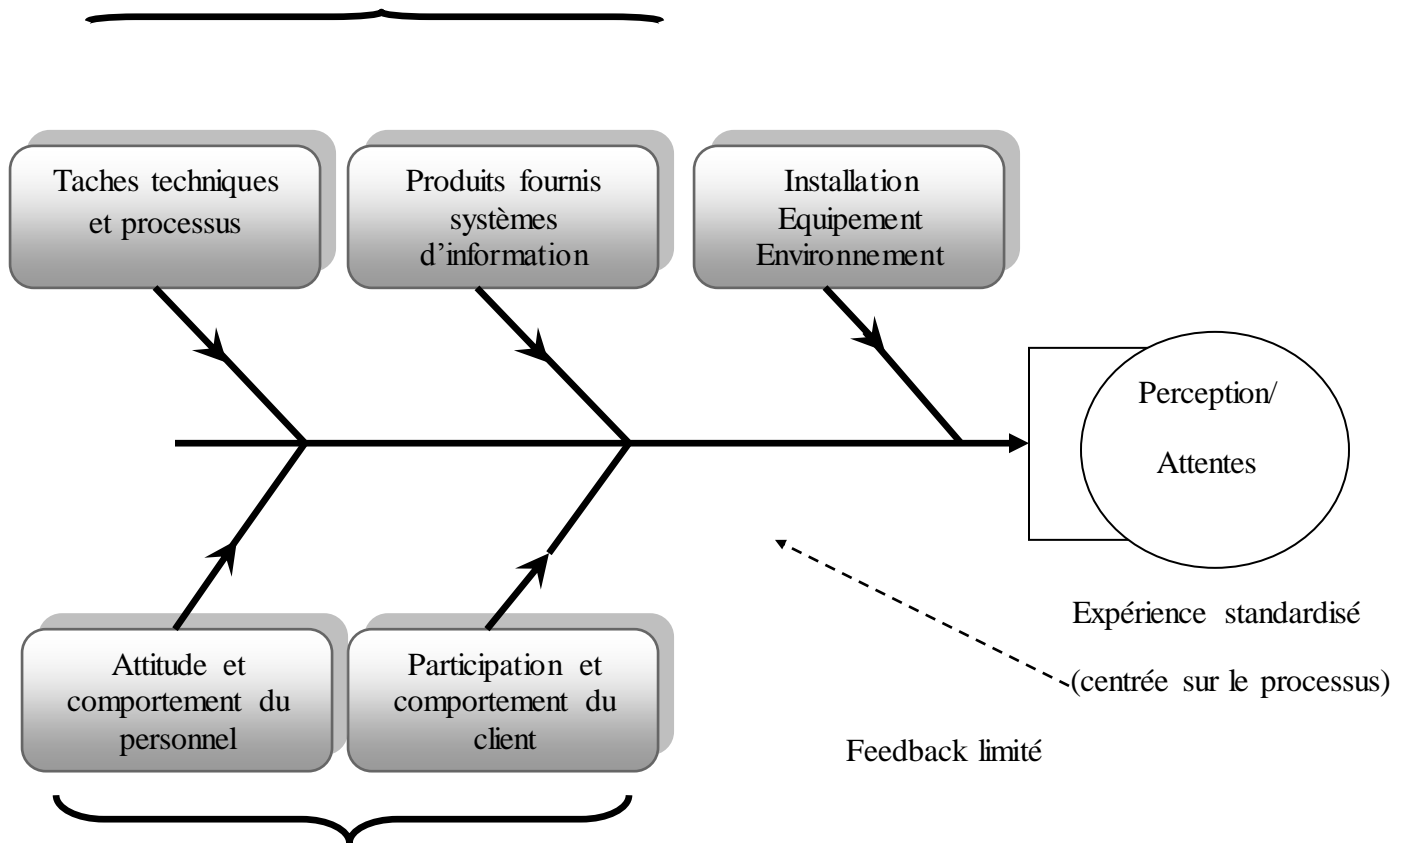 Taches techniques
et processus
Produits fournis
systèmes
d’information
Installation
Equipement
Environnement
Perception/
Attentes
Expérience standardisé
(centrée sur le processus)
Attitude et
comportement du
personnel
Participation et
comportement du
client
Feedback limité